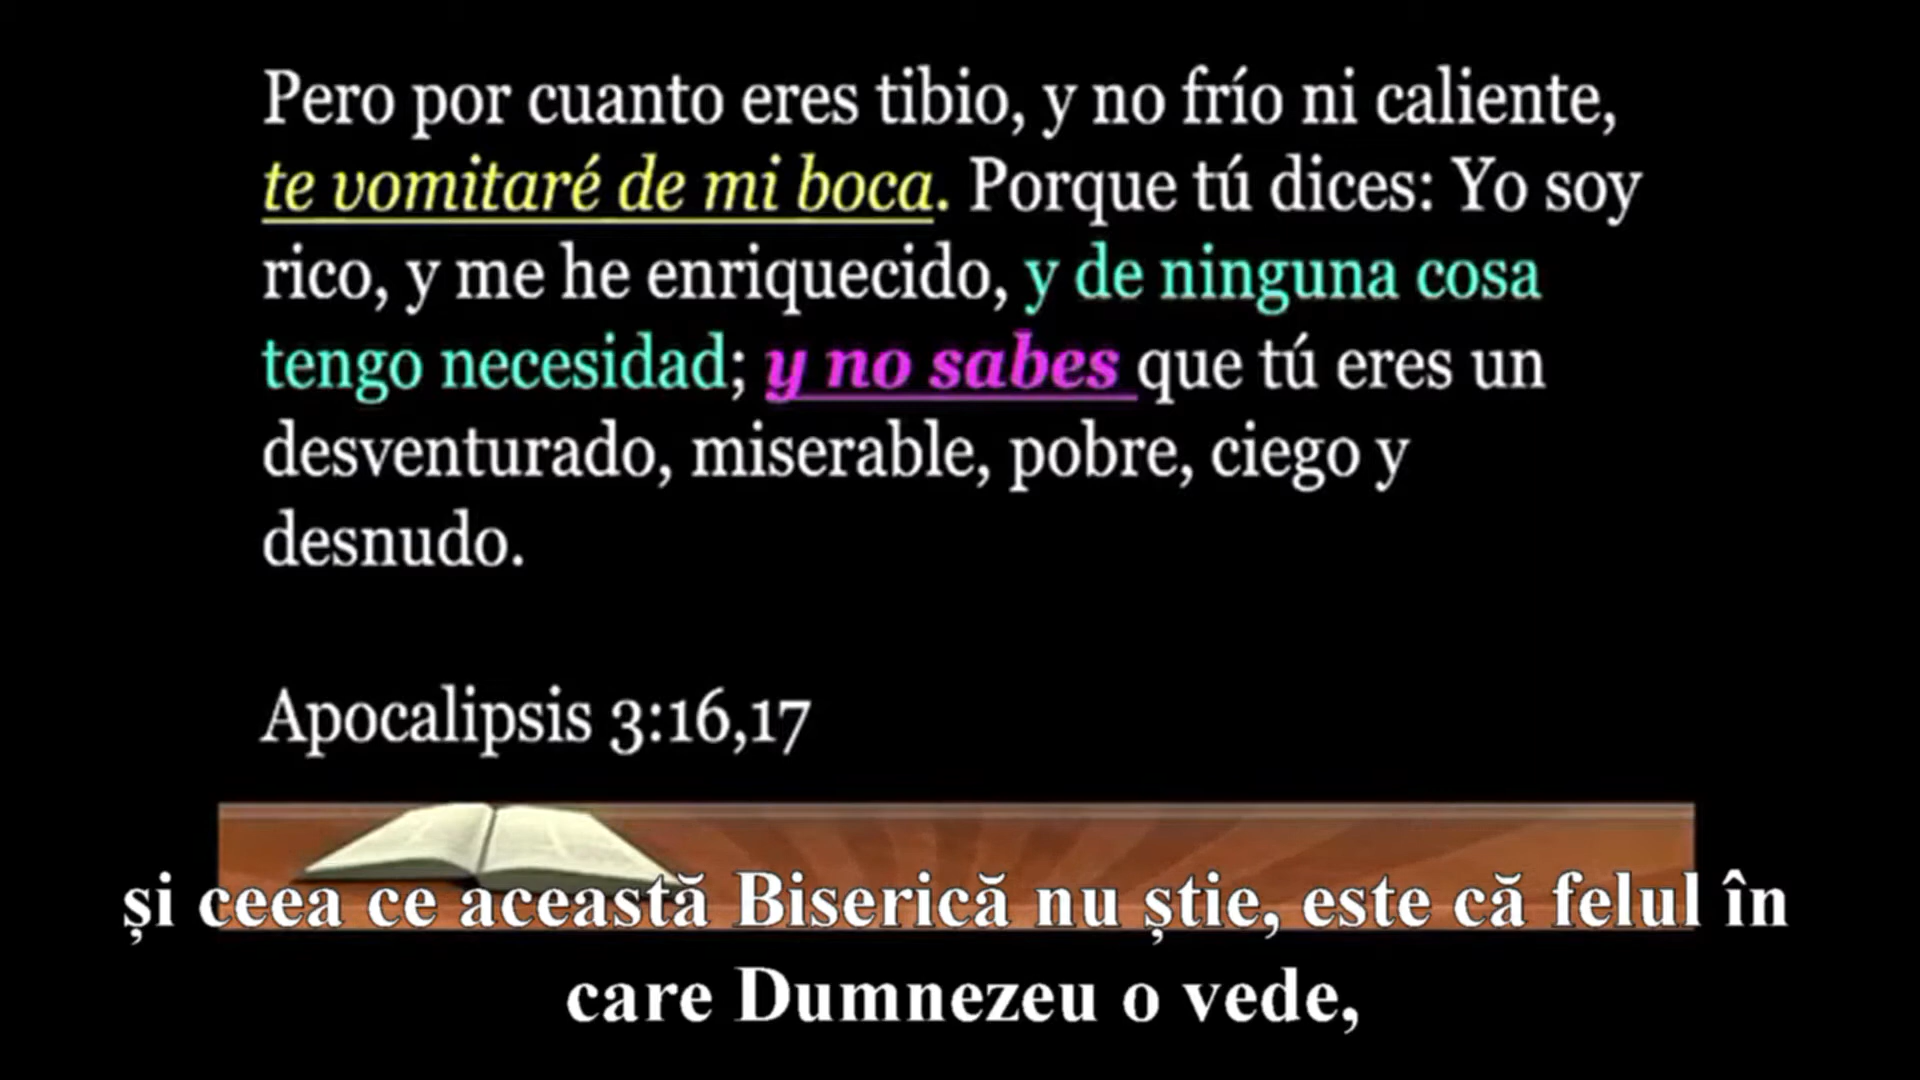 Pero por cuanto eres tibio, y no frío ni caliente,
te vomitaré de mi boca. Porque tú dices: Yo soy
rico, y me he enriquecido, y de ninguna cosa
tengo necesidad; y no sabes que tú eres un
desventurado, miserable, pobre, ciego y
desnudo.
Apocalipsis 3:16,17
și ceea ce această Biserică nu știe, este că felul în
care Dumnezeu o vede,